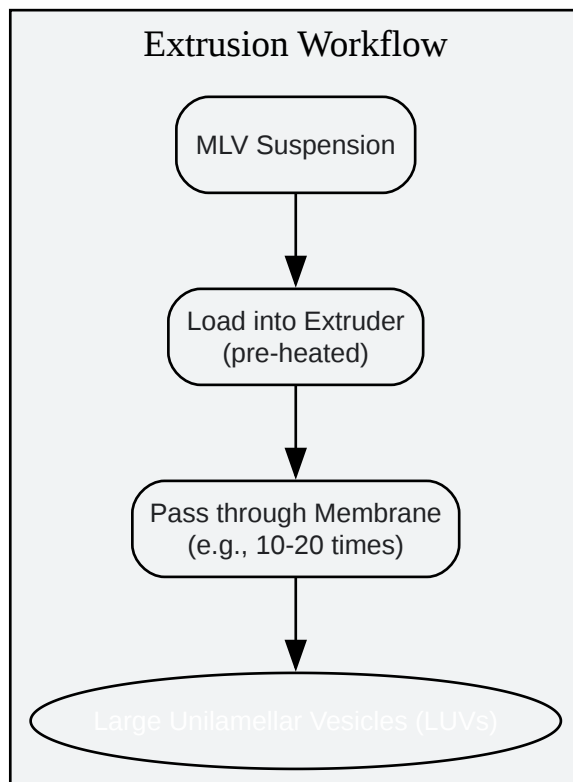 Extrusion Workflow
MLV Suspension
Load into Extruder
(pre-heated)
Pass through Membrane
(e.g., 10-20 times)
Large Unilamellar Vesicles (LUVs)